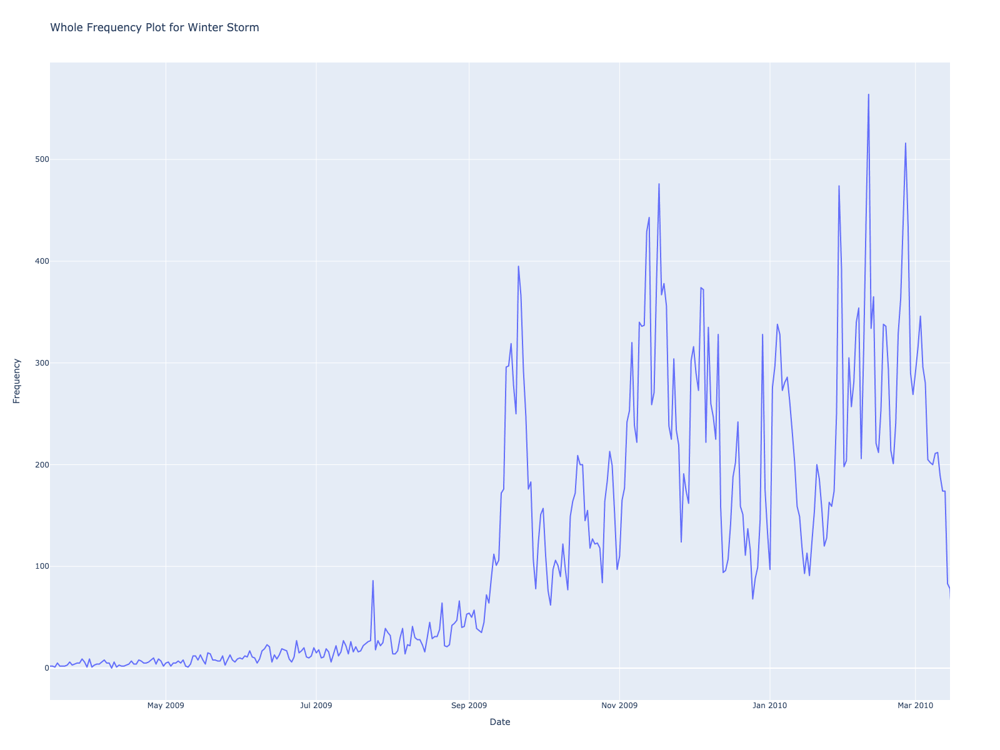 Whole Frequency Plot for Winter Storm
500
400
300
200
100
0
Frequency
May 2009
Jul 2009
Sep 2009
Nov 2009
Jan 2010
Mar 2010
Date